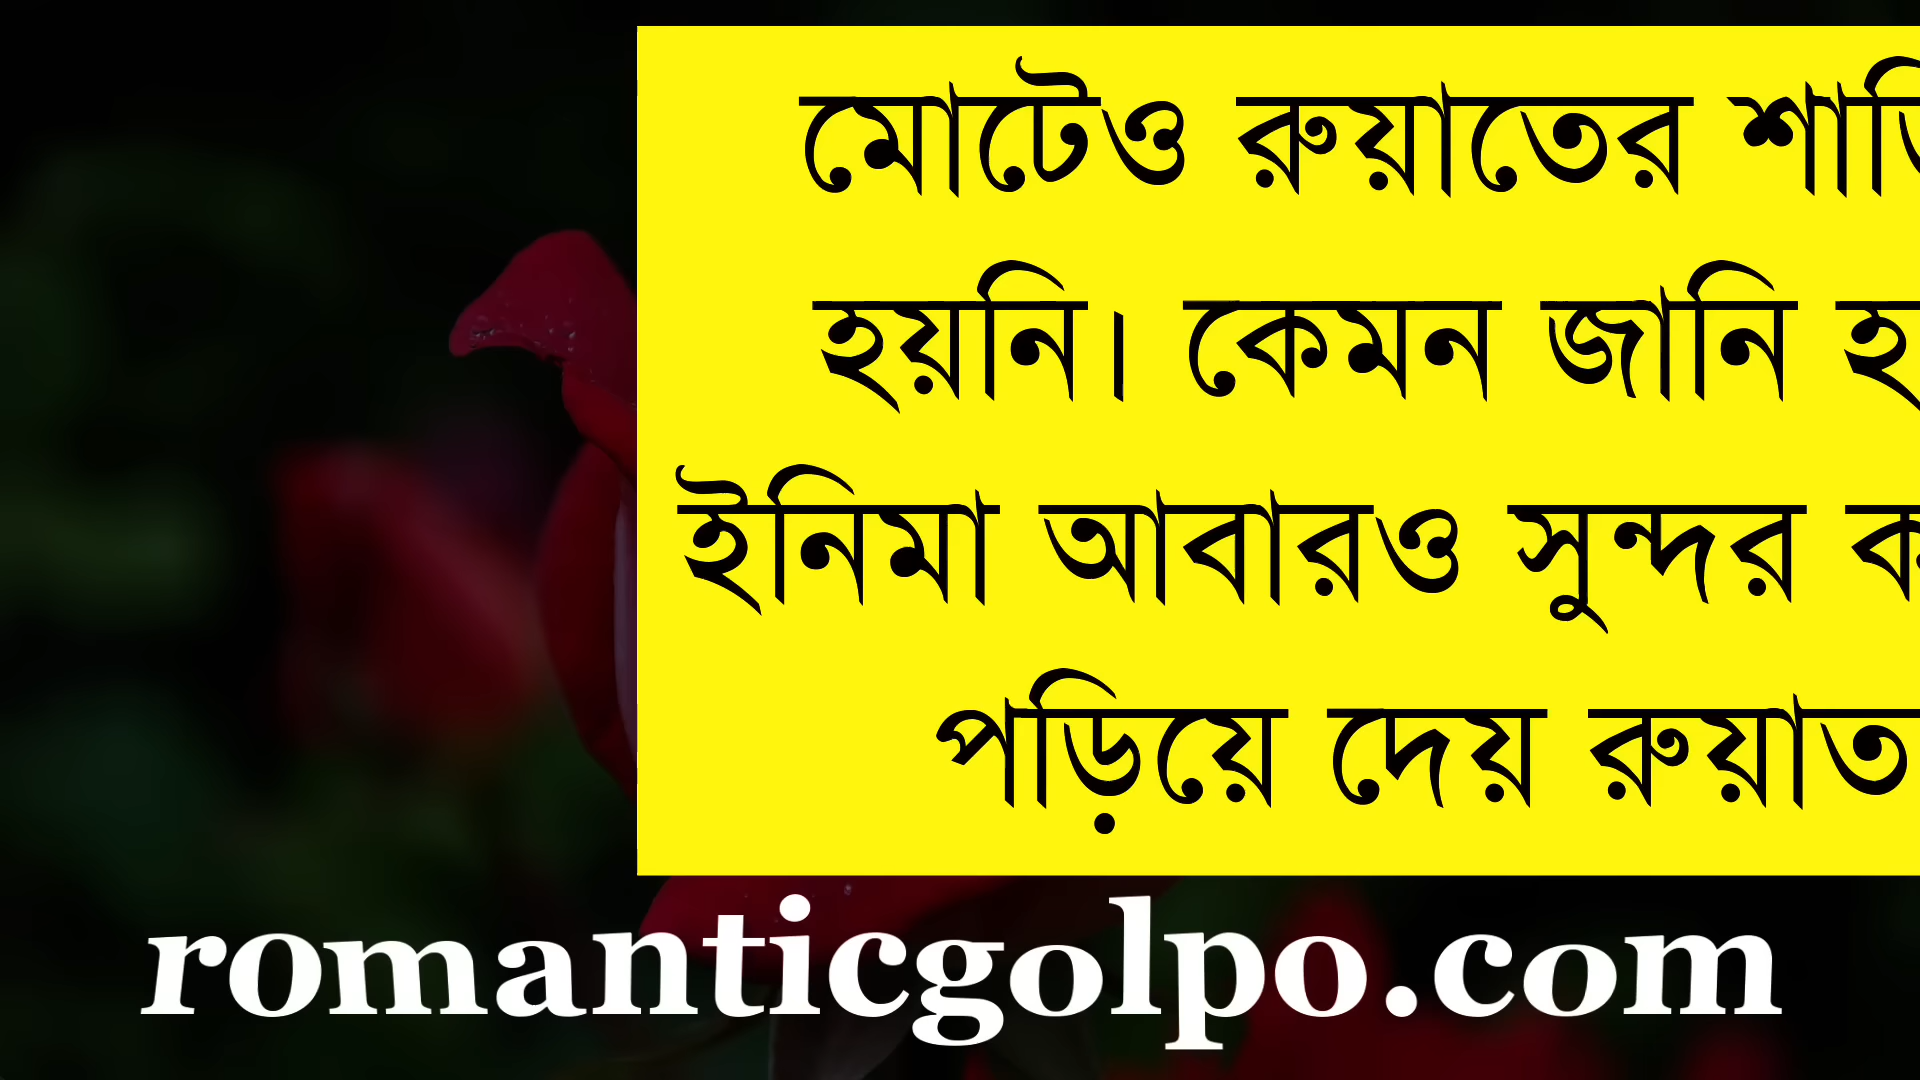 মোটেও রুয়াতের
হয়নি। কেমন জানি
ইনিমা আবারও সুন্দর
পড়িয়ে দেয় রুয়াত
romanticgolpo.com